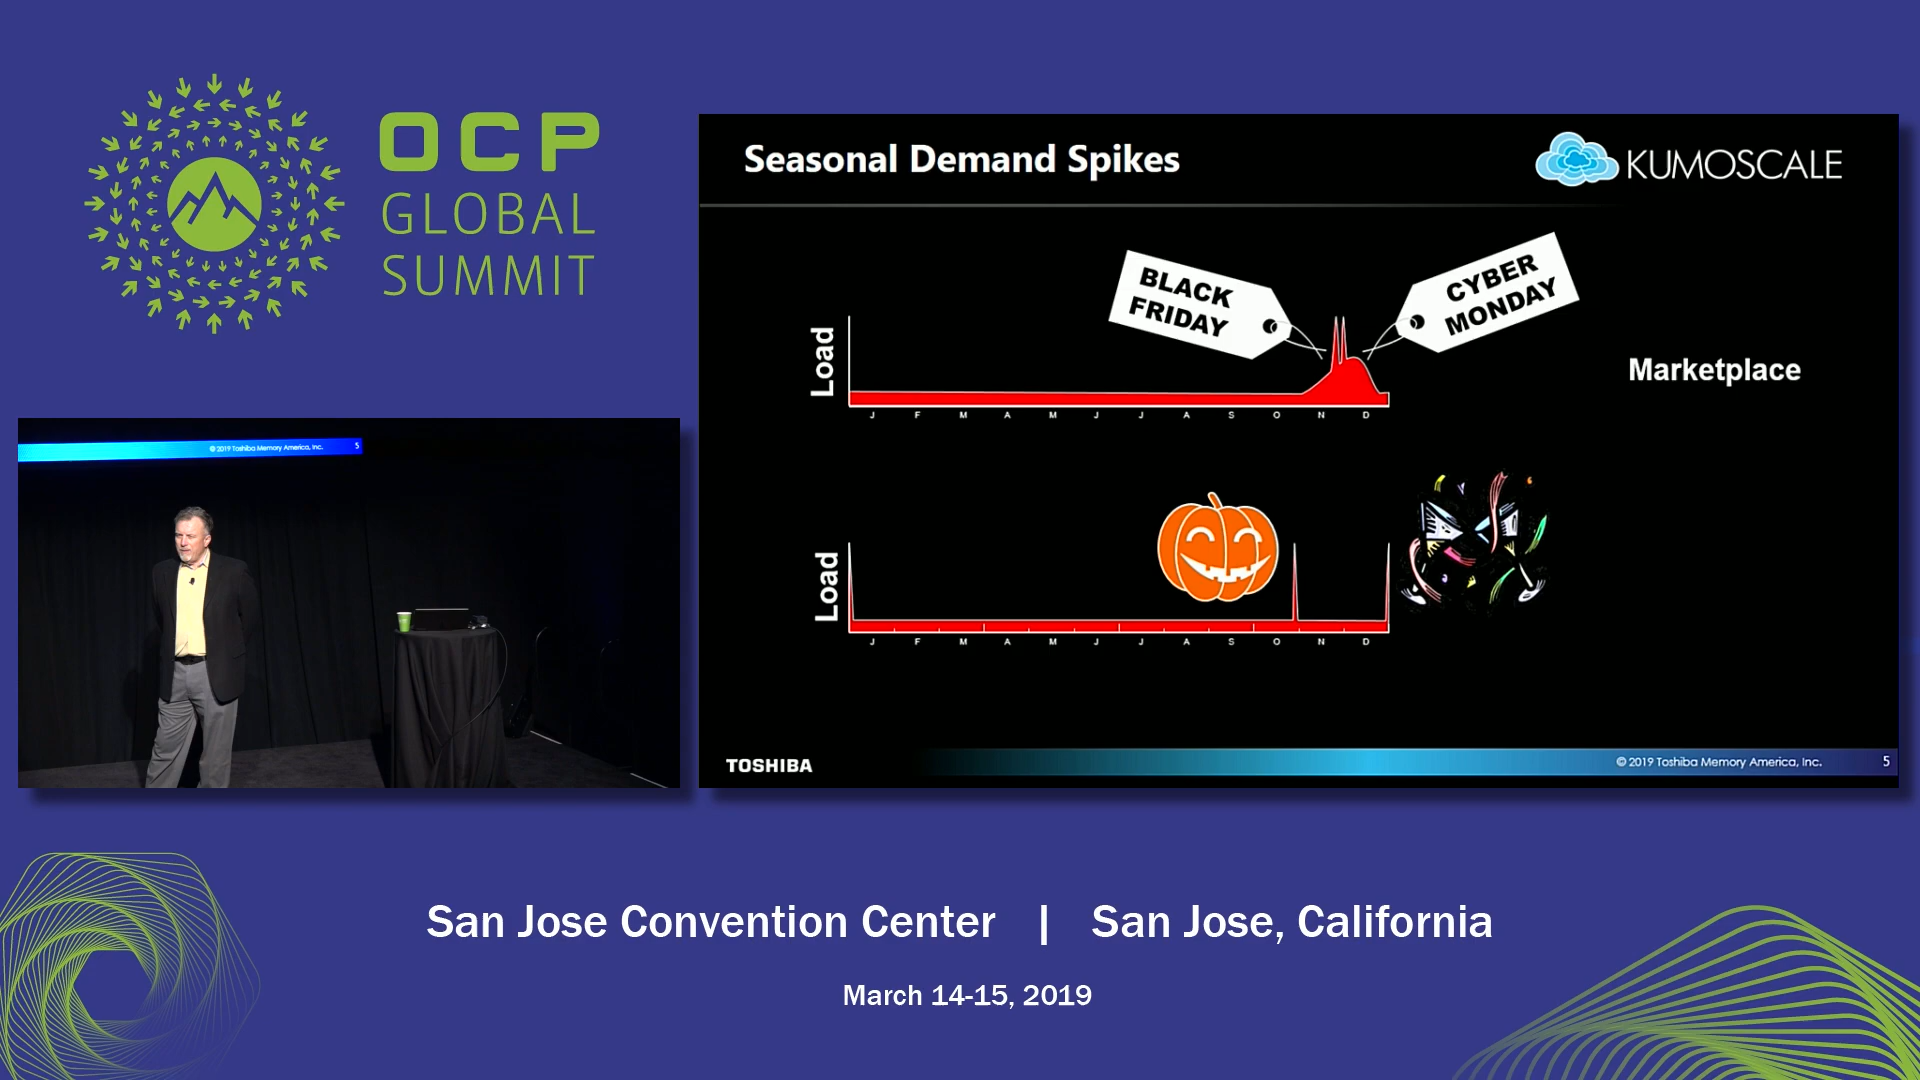 OCP
GLOBAL
SUMMIT
Seasonal Demand Spikes
KUMOSCALE
BLACK
FRIDAY
CYBER
MONDAY
Load
J F M A M J J A S O N D
Marketplace
Load
J F M A M J J A S O N D
TOSHIBA
© 2019 Toshiba Memory America, Inc. 5
© 2019 Toshiba Memory America, Inc. 5
San Jose Convention Center | San Jose, California
March 14-15, 2019